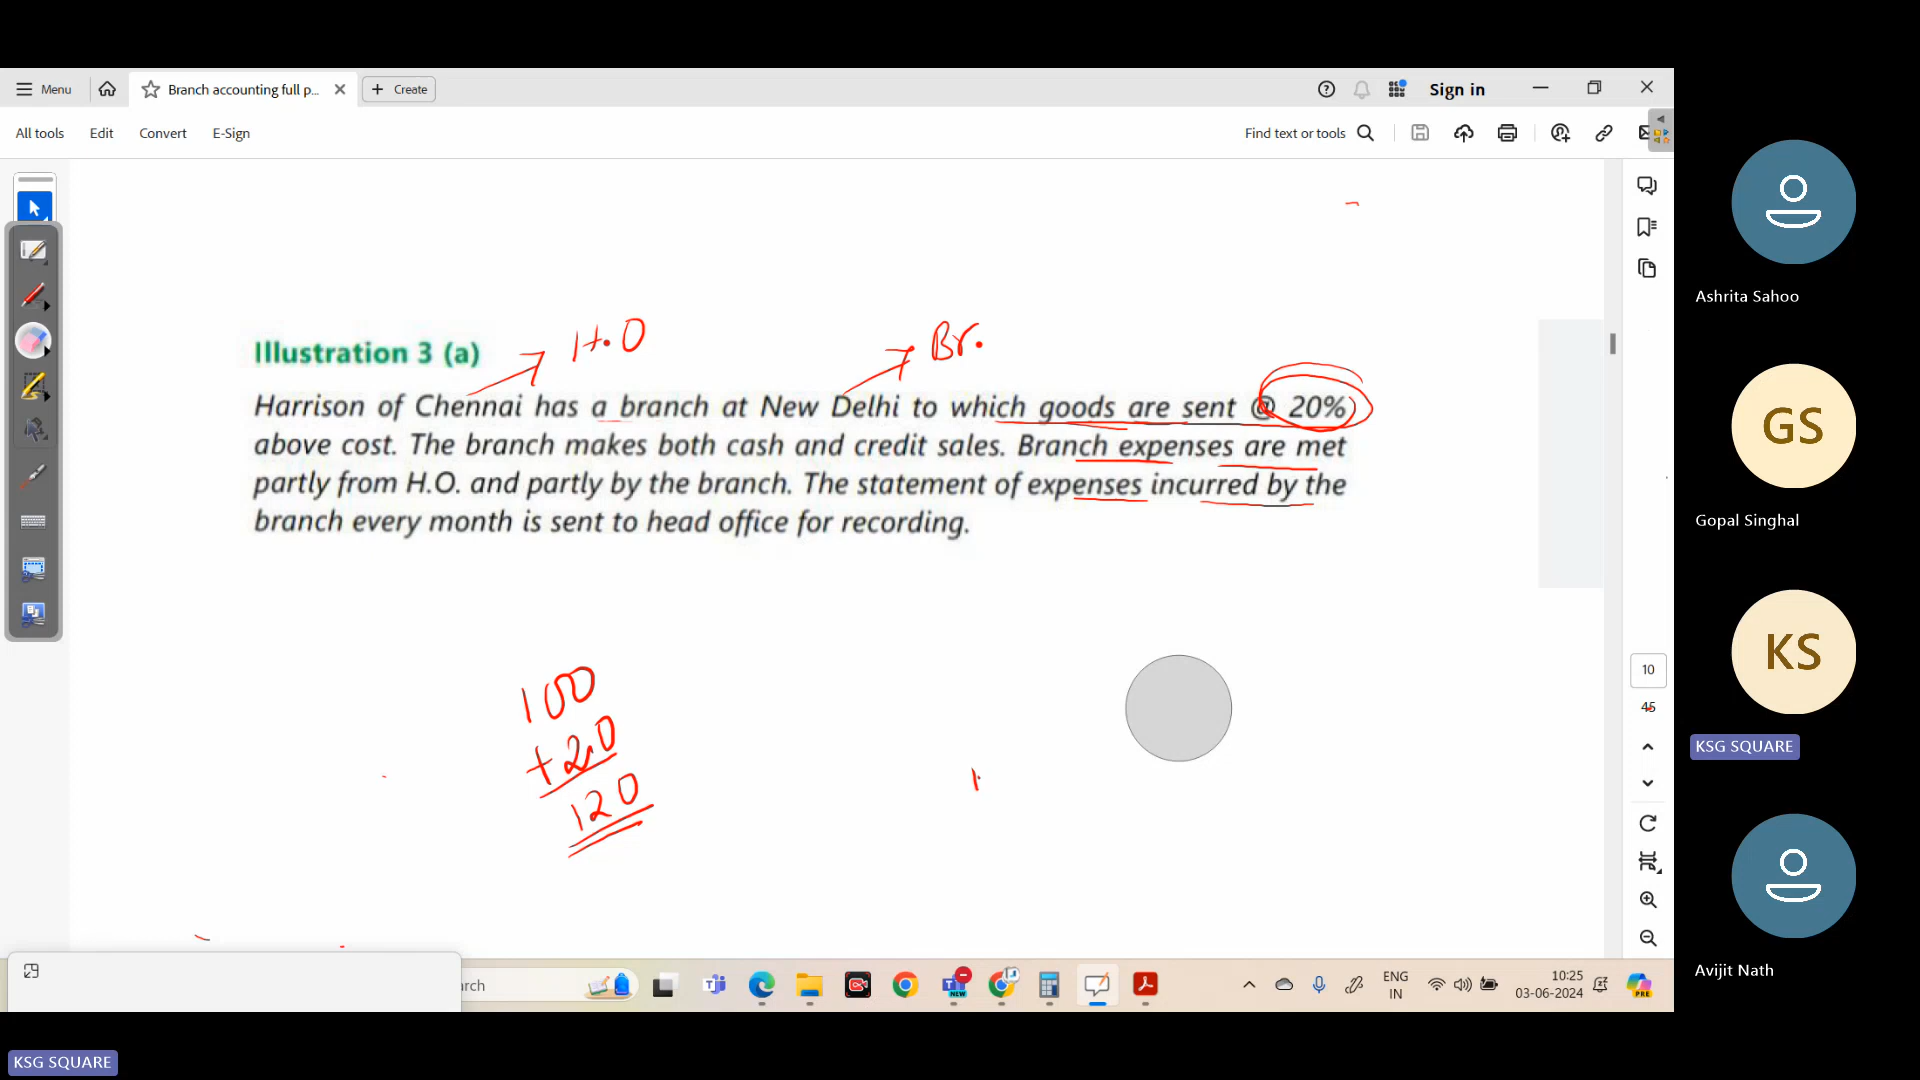 Menu
Branch accounting full p...
Create
Sign in
All tools
Edit
Convert
E-Sign
Find text or tools
Ashrita Sahoo
H.O
Br.
Illustration 3 (a)
Harrison of Chennai has a branch at New Delhi to which goods are sent @ 20%
above cost. The branch makes both cash and credit sales. Branch expenses are met
partly from H.O. and partly by the branch. The statement of expenses incurred by the
branch every month is sent to head office for recording.
GS
Gopal Singhal
100
+20
120
10
45
KS
KSG SQUARE
Avijit Nath
arch
NEW
ENG
IN
10:25
03-06-2024
PRE
KSG SQUARE